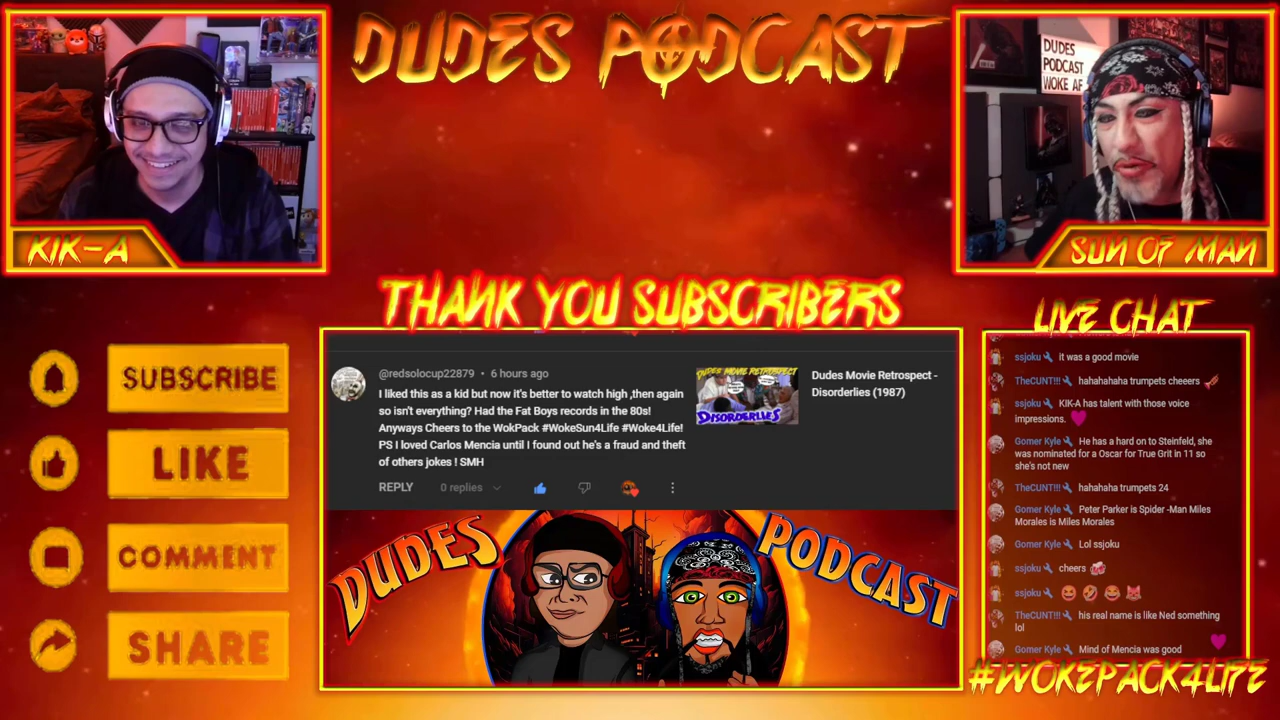 DUDES PODCAST
DUDES
PODCAST
WOKE AF
KIK-A
SUN OF MAN
THANK YOU SUBSCRIBERS
SUBSCRIBE
LIKE
COMMENT
SHARE
@redsolocup22879 • 6 hours ago
I liked this as a kid but now it's better to watch high ,then again
so isn't everything? Had the Fat Boys records in the 80s!
Anyways Cheers to the WokPack #WokeSun4Life #Woke4Life!
PS I loved Carlos Mencia until I found out he's a fraud and theft
of others jokes ! SMH
REPLY 0 replies
DUDES MOVIE RETROSPECT
DISORDERLIES
Dudes Movie Retrospect -
Disorderlies (1987)
DUDES PODCAST
LIVE CHAT
ssjoku it was a good movie
TheCUNT!!! hahahaha trumpets cheeers
ssjoku KIK-A has talent with those voice
impressions.
Gomer Kyle He has a hard on to Steinfeld, she
was nominated for a Oscar for True Grit in 11 so
she's not new
TheCUNT!!! hahahaha trumpets 24
Gomer Kyle Peter Parker is Spider -Man Miles
Morales is Miles Morales
Gomer Kyle Lol ssjoku
ssjoku cheers
ssjoku
TheCUNT!!! his real name is like Ned something
lol
Gomer Kyle Mind of Mencia was good
#WOKEPACK4LIFE